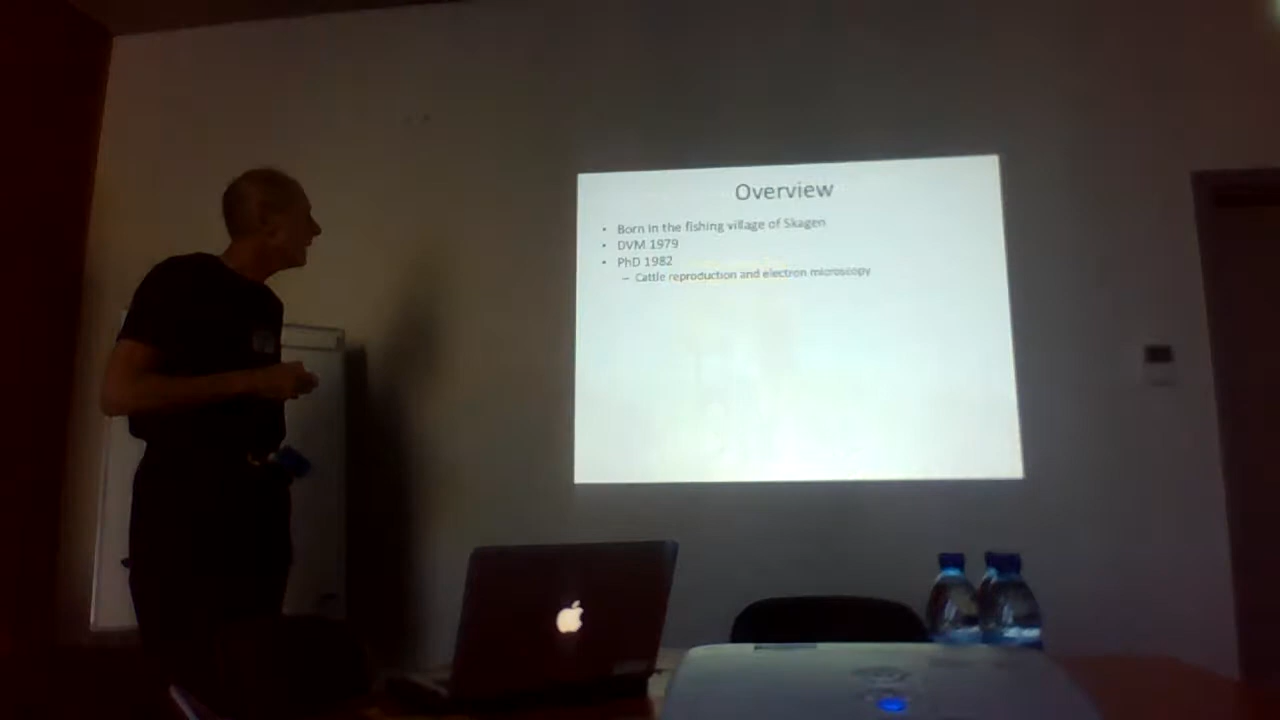 Overview
• Born in the fishing village of Skagen
• DVM 1979
• PhD 1982
– Cattle reproduction and electron microscopy